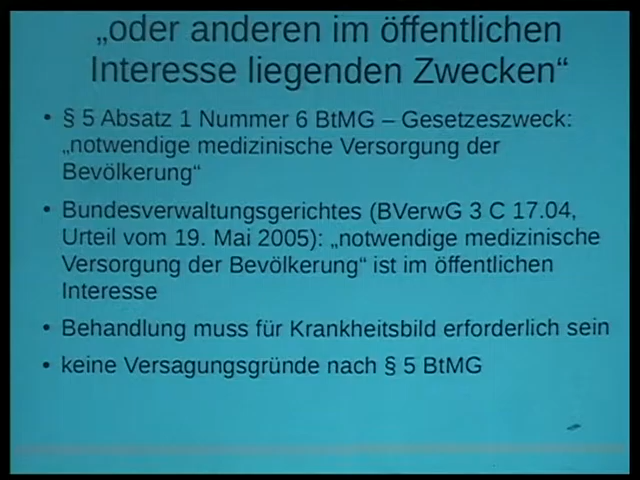 „oder anderen im öffentlichen
Interesse liegenden Zwecken“
• § 5 Absatz 1 Nummer 6 BtMG – Gesetzeszweck:
„notwendige medizinische Versorgung der
Bevölkerung“
• Bundesverwaltungsgerichtes (BVerwG 3 C 17.04,
Urteil vom 19. Mai 2005): „notwendige medizinische
Versorgung der Bevölkerung“ ist im öffentlichen
Interesse
• Behandlung muss für Krankheitsbild erforderlich sein
• keine Versagungsgründe nach § 5 BtMG